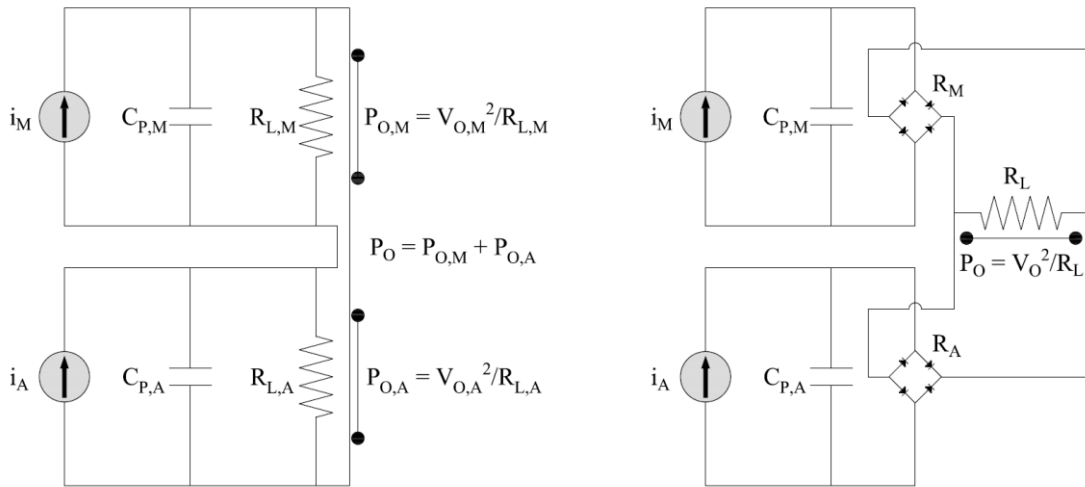 i_M
C_P,M
R_L,M
P_O,M = V_O,M^2/R_L,M
P_O = P_O,M + P_O,A
i_A
C_P,A
R_L,A
P_O,A = V_O,A^2/R_L,A
i_M
C_P,M
R_M
R_L
P_O = V_O^2/R_L
i_A
C_P,A
R_A